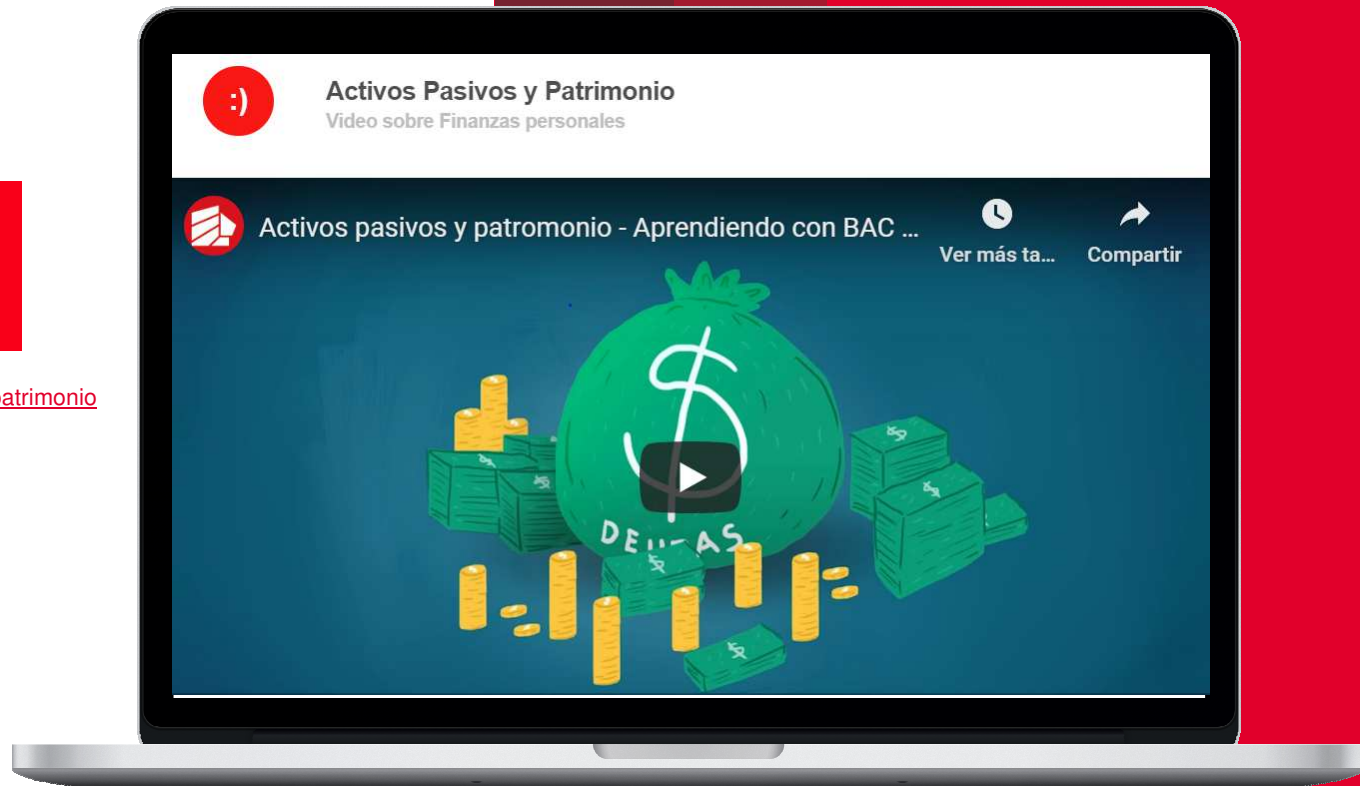 :)
Activos Pasivos y Patrimonio
Video sobre Finanzas personales
Activos pasivos y patromonio - Aprendiendo con BAC ...
Ver más ta...
Compartir
patrimonio
$
$
$
$
$
$
$